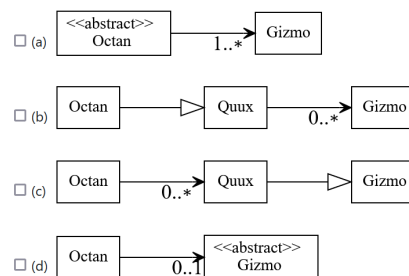 <<abstract>>
(a) Octan 1..* Gizmo
(b) Octan Quux 0..* Gizmo
(c) Octan 0..* Quux Gizmo
(d) Octan 0..1 <<abstract>>
Gizmo